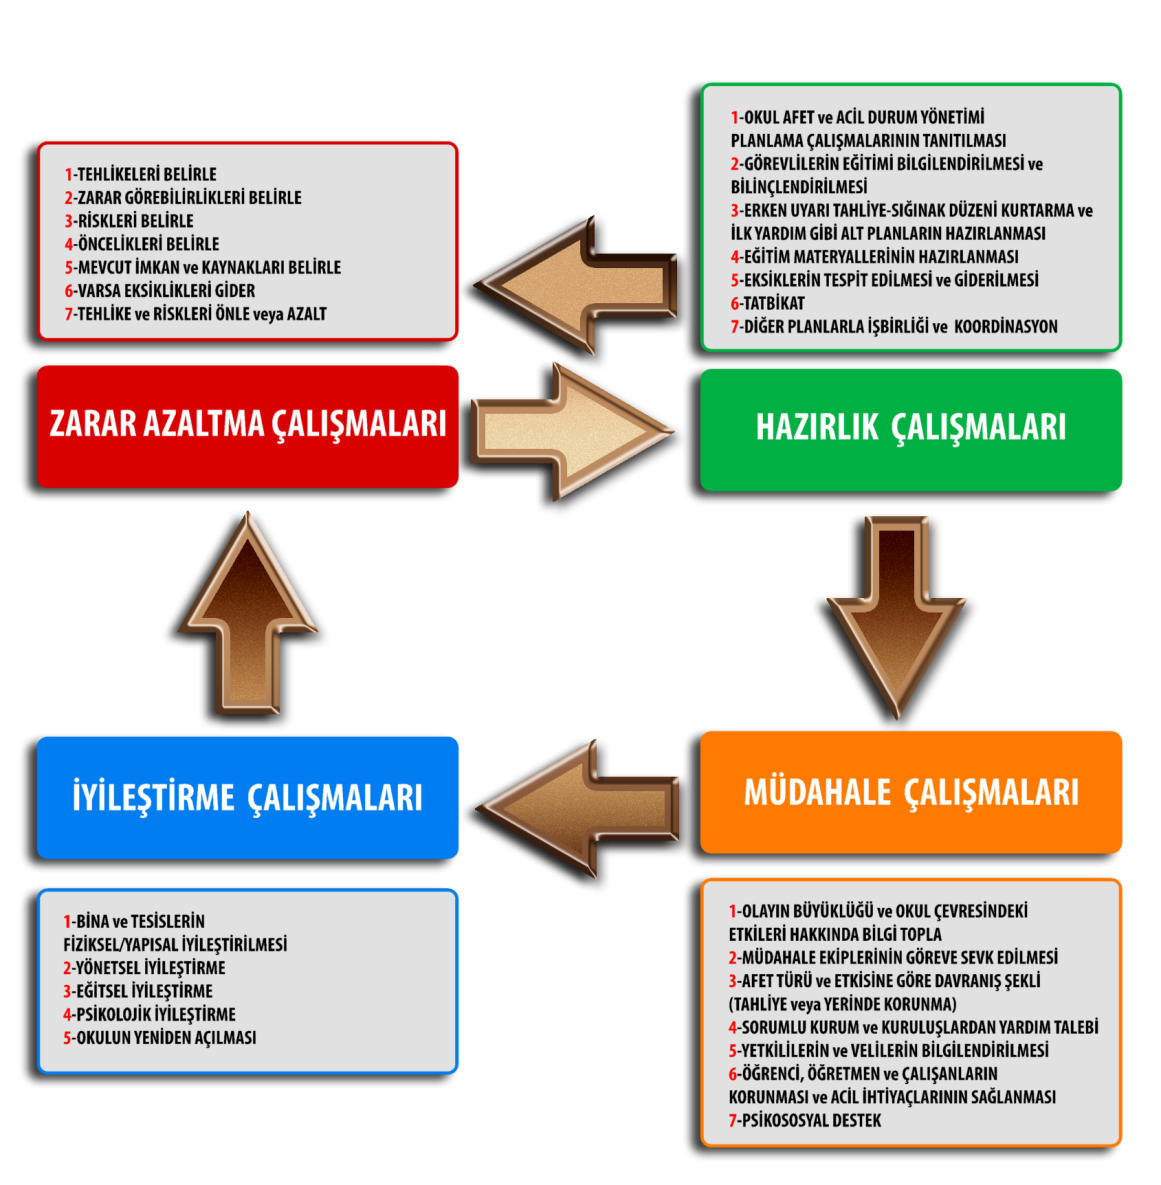 1-TEHLİKELERİ BELİRLE
2-ZARAR GÖREBİLİRLİKLERİ BELİRLE
3-RİSKLERİ BELİRLE
4-ÖNCELİKLERİ BELİRLE
5-MEVCUT İMKAN ve KAYNAKLARI BELİRLE
6-VARSA EKSİKLİKLERİ GİDER
7-TEHLİKE ve RİSKLERİ ÖNLE veya AZALT
ZARAR AZALTMA ÇALIŞMALARI
1-OKUL AFET ve ACİL DURUM YÖNETİMİ
PLANLAMA ÇALIŞMALARININ TANITILMASI
2-GÖREVLİLERİN EĞİTİMİ BİLGİLENDİRİLMESİ ve
BİLİNÇLENDİRİLMESİ
3-ERKEN UYARI TAHLİYE-SIĞINAK DÜZENİ KURTARMA ve
İLK YARDIM GİBİ ALT PLANLARIN HAZIRLANMASI
4-EĞİTİM MATERYALLERİNİN HAZIRLANMASI
5-EKSİKLERİN TESPİT EDİLMESİ ve GİDERİLMESİ
6-TATBİKAT
7-DİĞER PLANLARLA İŞBİRLİĞİ ve KOORDİNASYON
HAZIRLIK ÇALIŞMALARI
MÜDAHALE ÇALIŞMALARI
1-OLAYIN BÜYÜKLÜĞÜ ve OKUL ÇEVRESİNDEKİ
ETKİLERİ HAKKINDA BİLGİ TOPLA
2-MÜDAHALE EKİPLERİNİN GÖREVE SEVK EDİLMESİ
3-AFET TÜRÜ ve ETKİSİNE GÖRE DAVRANIŞ ŞEKLİ
(TAHLİYE veya YERİNDE KORUNMA)
4-SORUMLU KURUM ve KURULUŞLARDAN YARDIM TALEBİ
5-YETKİLİLERİN ve VELİLERİN BİLGİLENDİRİLMESİ
6-ÖĞRENCİ, ÖĞRETMEN ve ÇALIŞANLARIN
KORUNMASI ve ACİL İHTİYAÇLARININ SAĞLANMASI
7-PSİKOSOSYAL DESTEK
İYİLEŞTİRME ÇALIŞMALARI
1-BİNA ve TESİSLERİN
FİZİKSEL/YAPISAL İYİLEŞTİRİLMESİ
2-YÖNETSEL İYİLEŞTİRME
3-EĞİTSEL İYİLEŞTİRME
4-PSİKOLOJİK İYİLEŞTİRME
5-OKULUN YENİDEN AÇILMASI